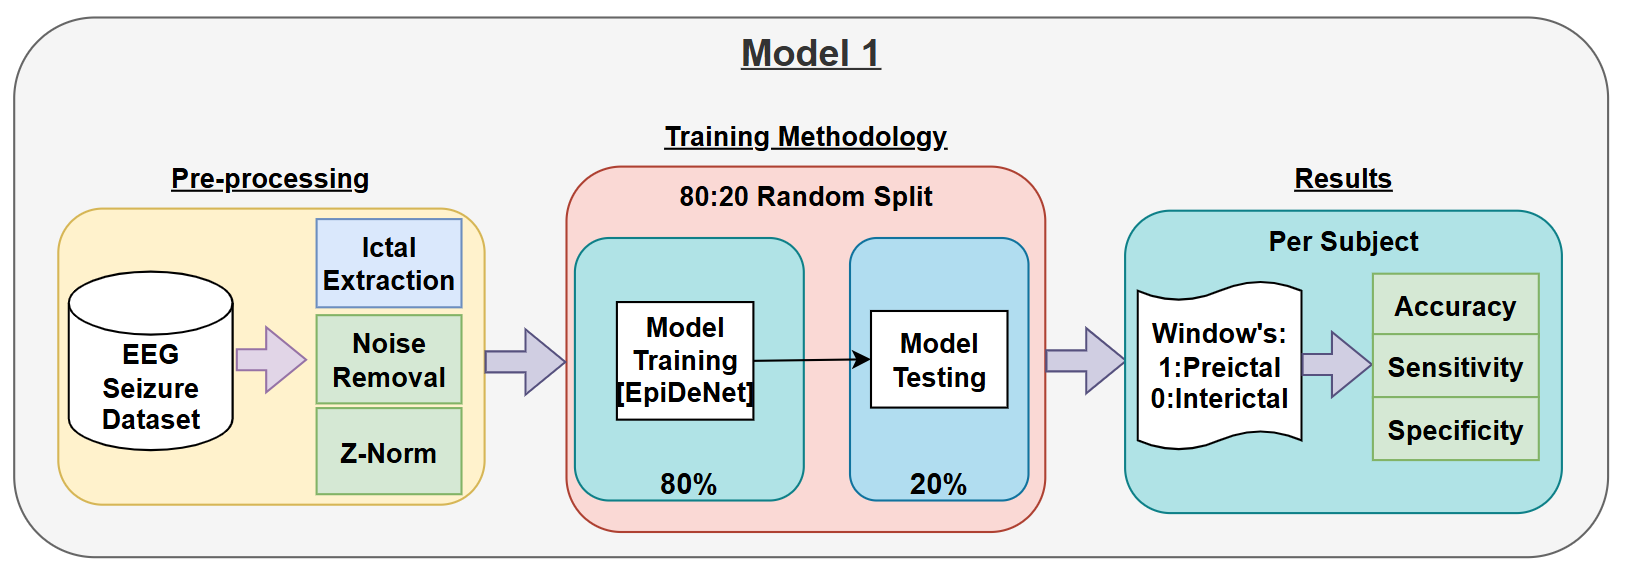 Model 1
Pre-processing
EEG
Seizure
Dataset
Ictal
Extraction
Noise
Removal
Z-Norm
Training Methodology
80:20 Random Split
Model
Training
[EpiDeNet]
80%
Model
Testing
20%
Results
Per Subject
Window's:
1:Preictal
0:Interictal
Accuracy
Sensitivity
Specificity